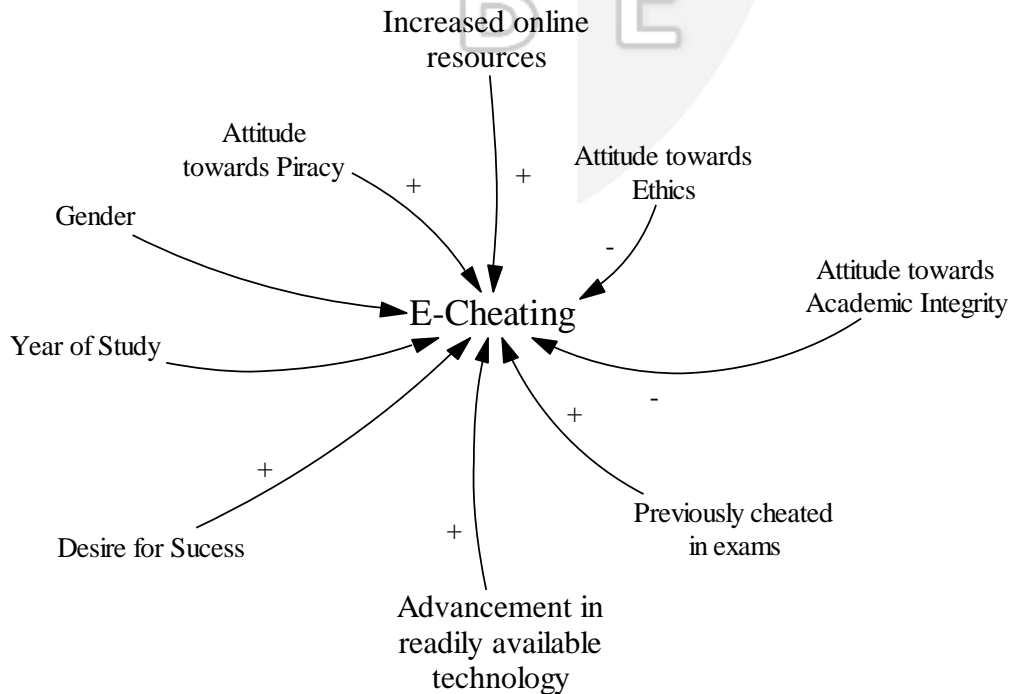 D E
Increased online
resources
Attitude
towards Piracy
+
+
Attitude towards
Ethics
-
Gender
Attitude towards
Academic Integrity
E-Cheating
Year of Study
-
+
+
Desire for Sucess
Previously cheated
in exams
+
Advancement in
readily available
technology